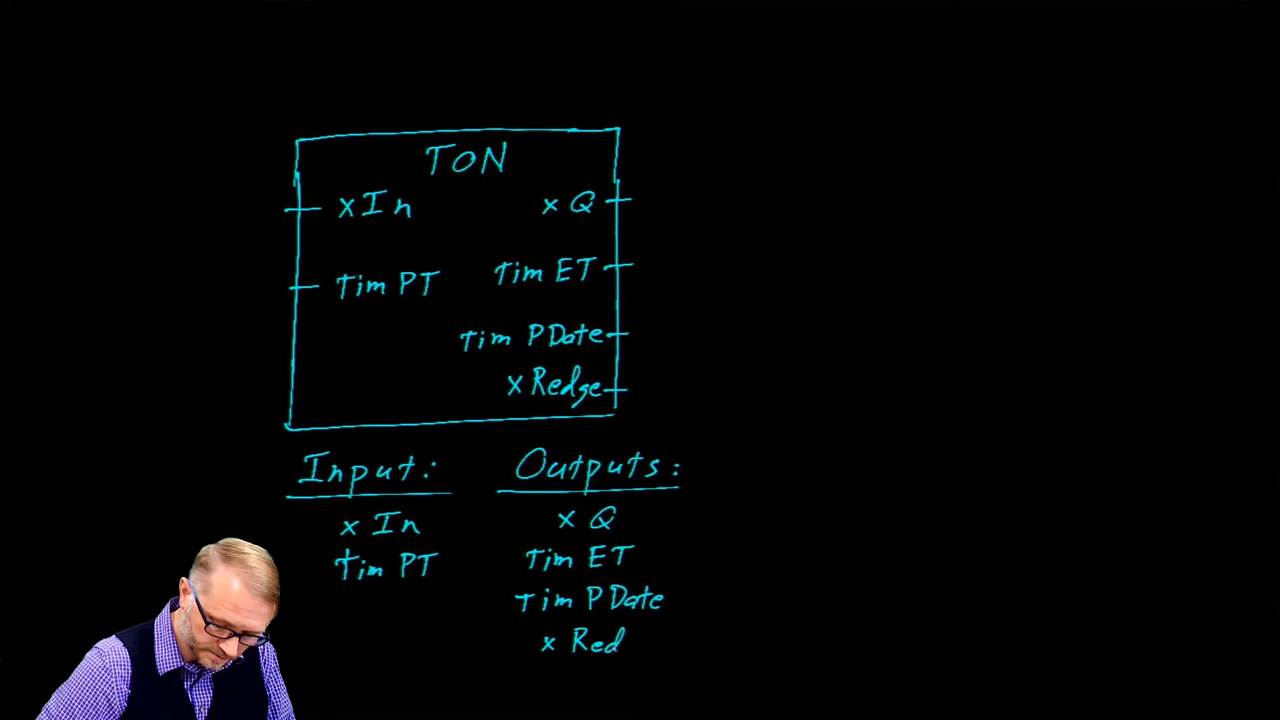 TON
xIn
xQ
tim PT
tim ET
tim PDate
xRedge
Input:
Outputs:
x In
x Q
tim PT
Tim ET
Tim PDate
x Red